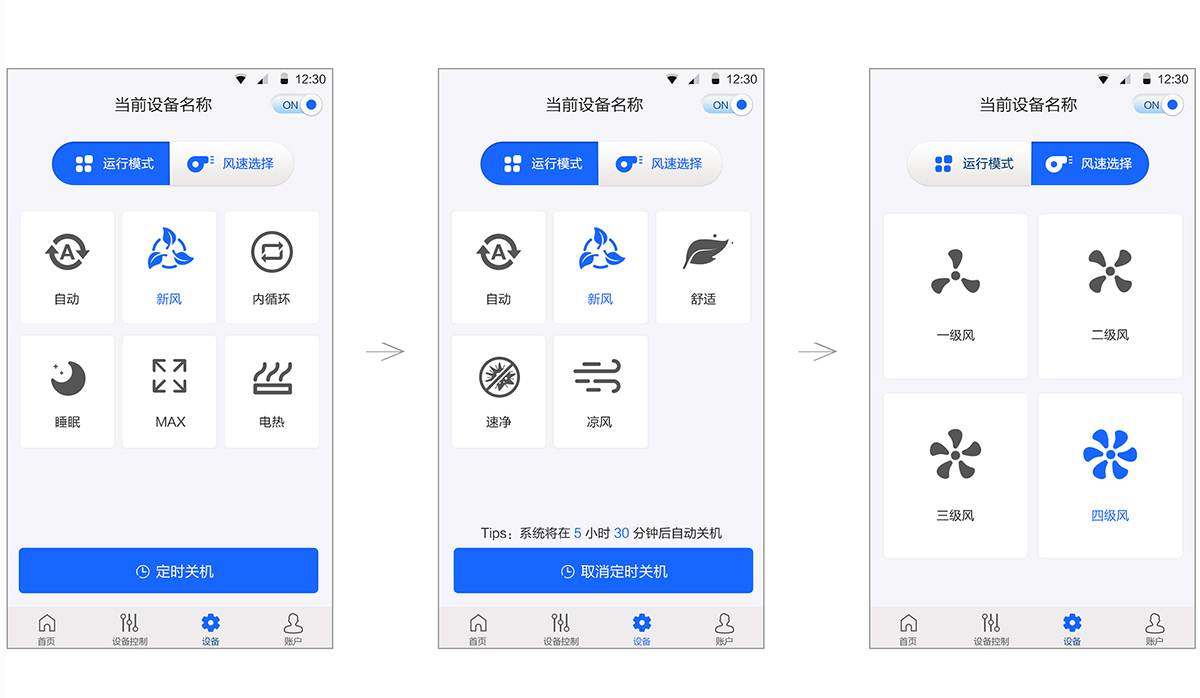 12:30
当前设备名称
ON
运行模式
风速选择
A
自动
新风
内循环
睡眠
MAX
电热
定时关机
首页
设备控制
设备
账户
12:30
当前设备名称
ON
运行模式
风速选择
A
自动
新风
舒适
速净
凉风
Tips：系统将在 5 小时 30 分钟后自动关机
取消定时关机
首页
设备控制
设备
账户
12:30
当前设备名称
ON
运行模式
风速选择
一级风
二级风
三级风
四级风
首页
设备控制
设备
账户